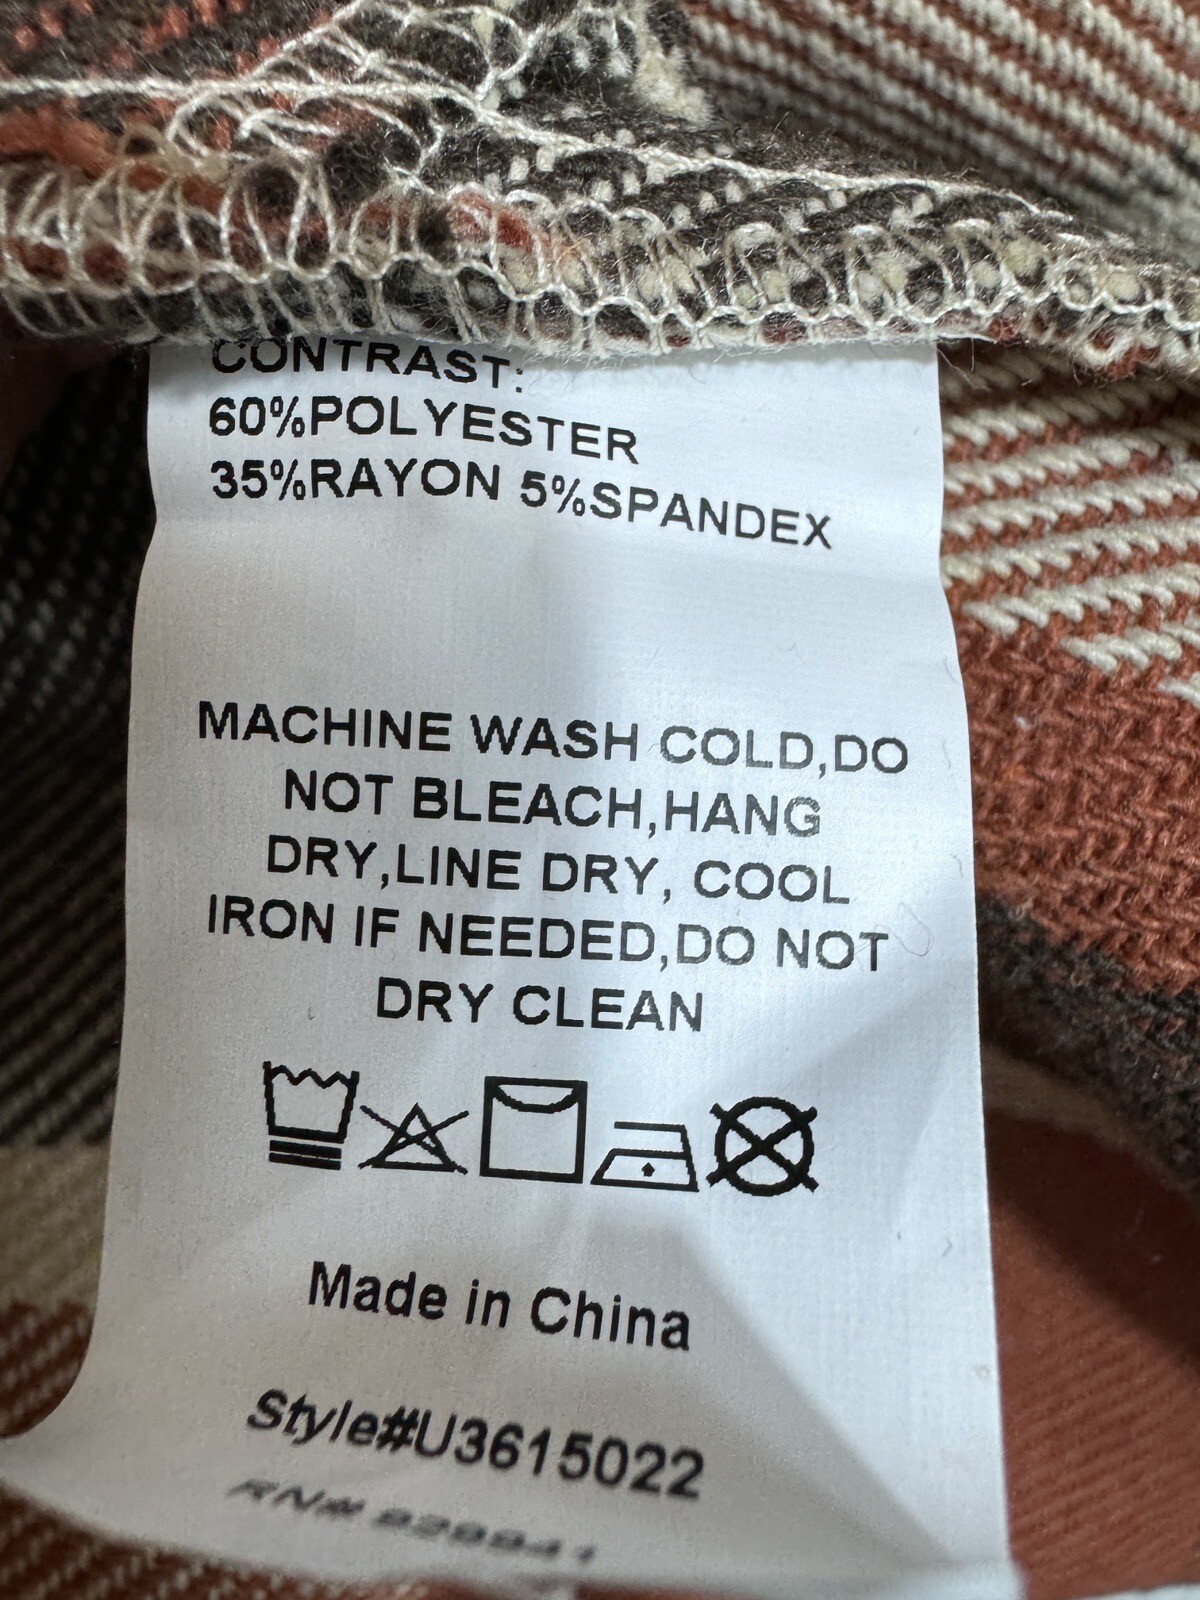 CONTRAST:
60%POLYESTER
35%RAYON 5%SPANDEX
MACHINE WASH COLD,DO
NOT BLEACH,HANG
DRY,LINE DRY, COOL
IRON IF NEEDED,DO NOT
DRY CLEAN
Made in China
Style#U3615022
RN#